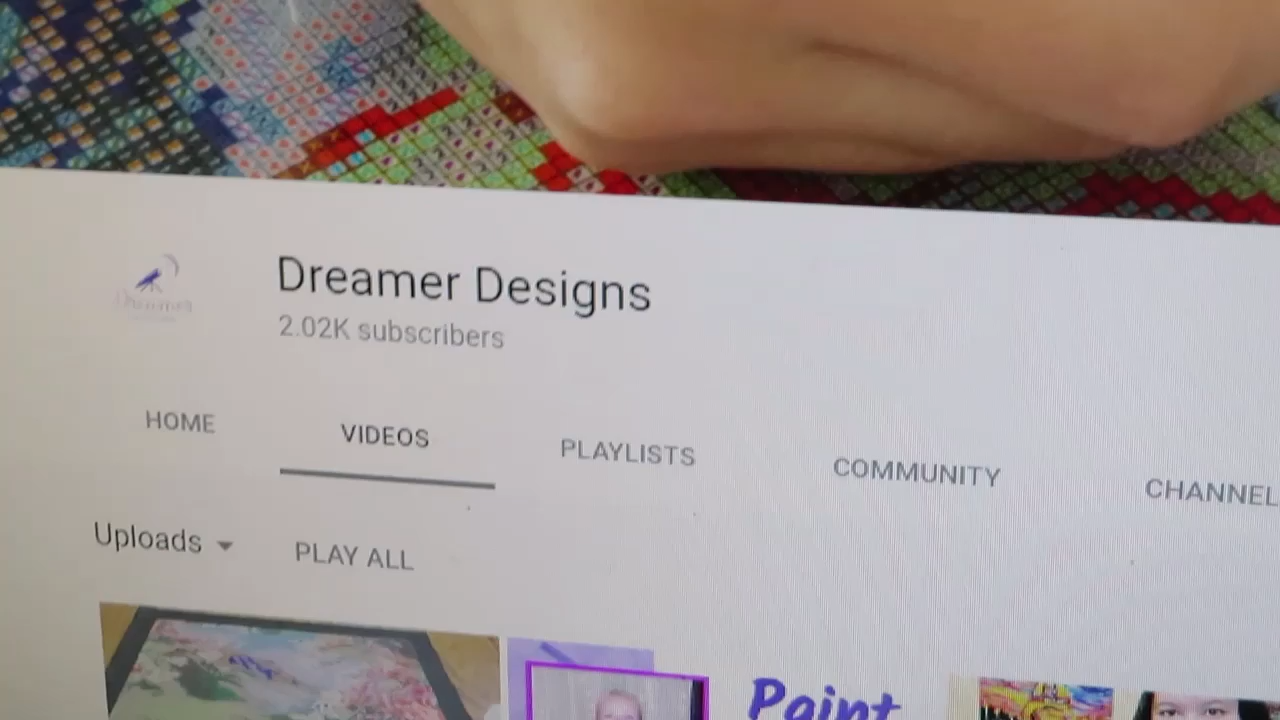 Dreamer Designs
2.02K subscribers
HOME VIDEOS PLAYLISTS COMMUNITY CHANNEL
Uploads PLAY ALL
Paint